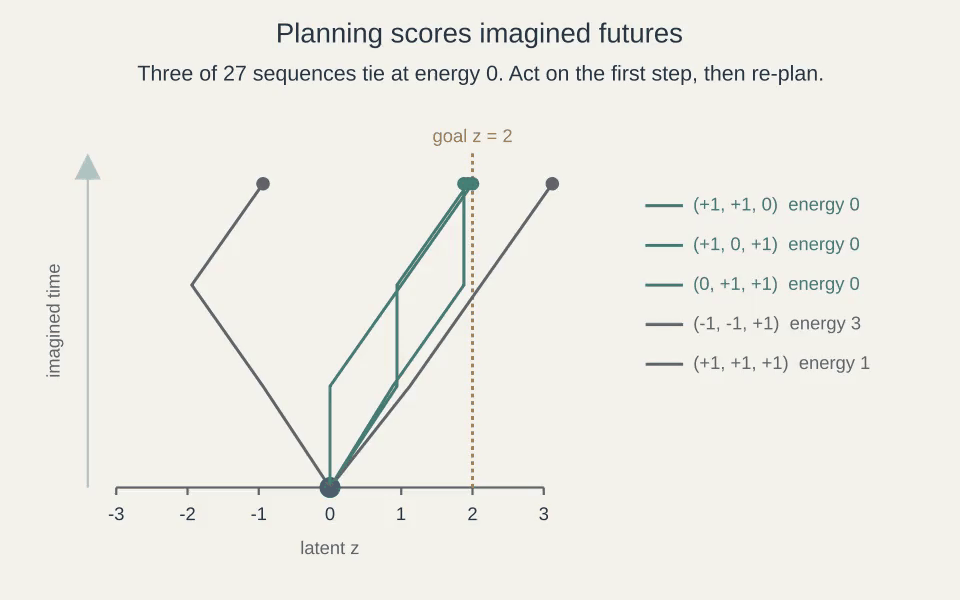 Planning scores imagined futures
Three of 27 sequences tie at energy 0. Act on the first step, then re-plan.
goal z = 2
(+1, +1, 0)  energy 0
(+1, 0, +1)  energy 0
(0, +1, +1)  energy 0
(-1, -1, +1)  energy 3
(+1, +1, +1)  energy 1
imagined time
-3 -2 -1 0 1 2 3
latent z